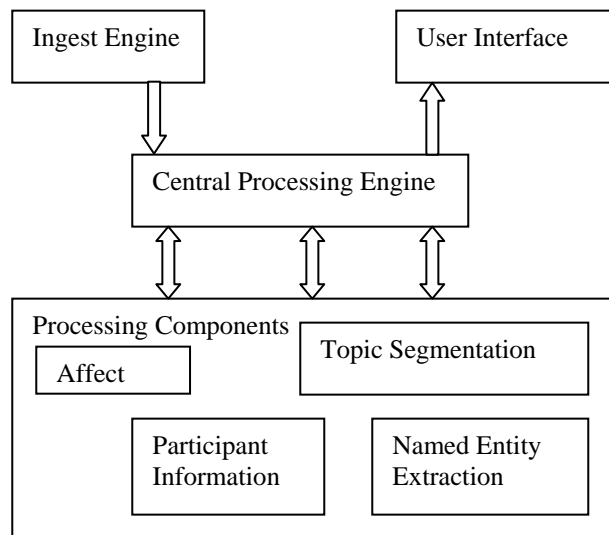 Ingest Engine
User Interface
Central Processing Engine
Processing Components
Topic Segmentation
Affect
Participant
Information
Named Entity
Extraction